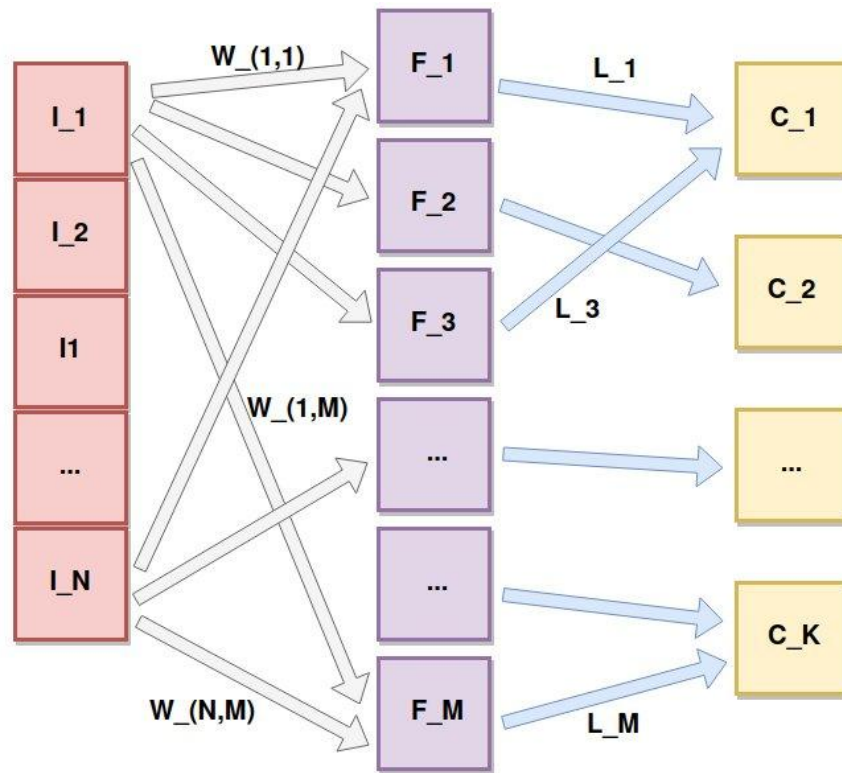 I_1
I_2
I1
...
I_N
W_(1,1)
W_(1,M)
W_(N,M)
F_1
F_2
F_3
...
...
F_M
L_1
L_3
L_M
C_1
C_2
...
C_K